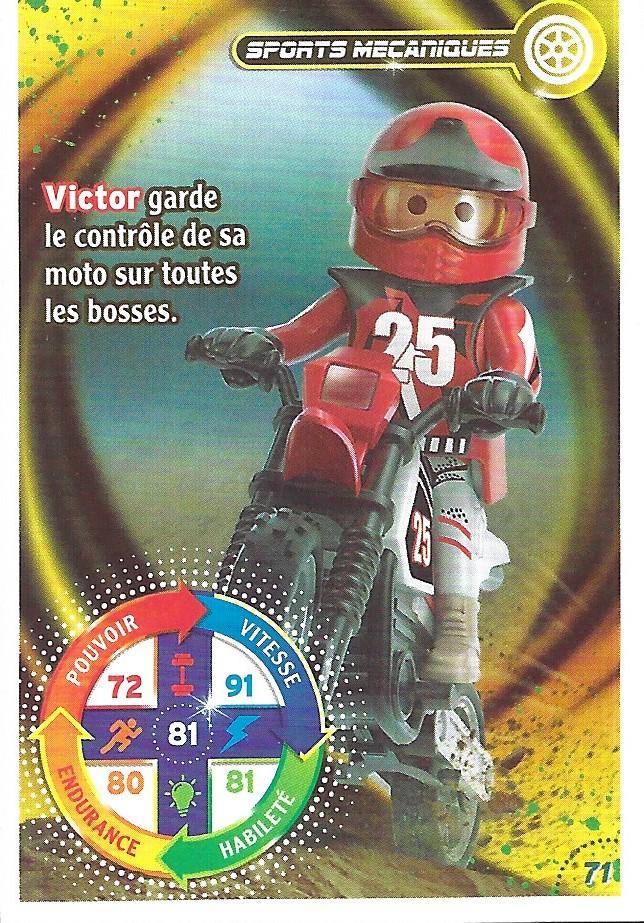 SPORTS MECANIQUES
Victor garde
le contrôle de sa
moto sur toutes
les bosses.
25
25
POUVOIR
VITESSE
72
91
81
80
81
ENDURANCE
HABILETÉ
71